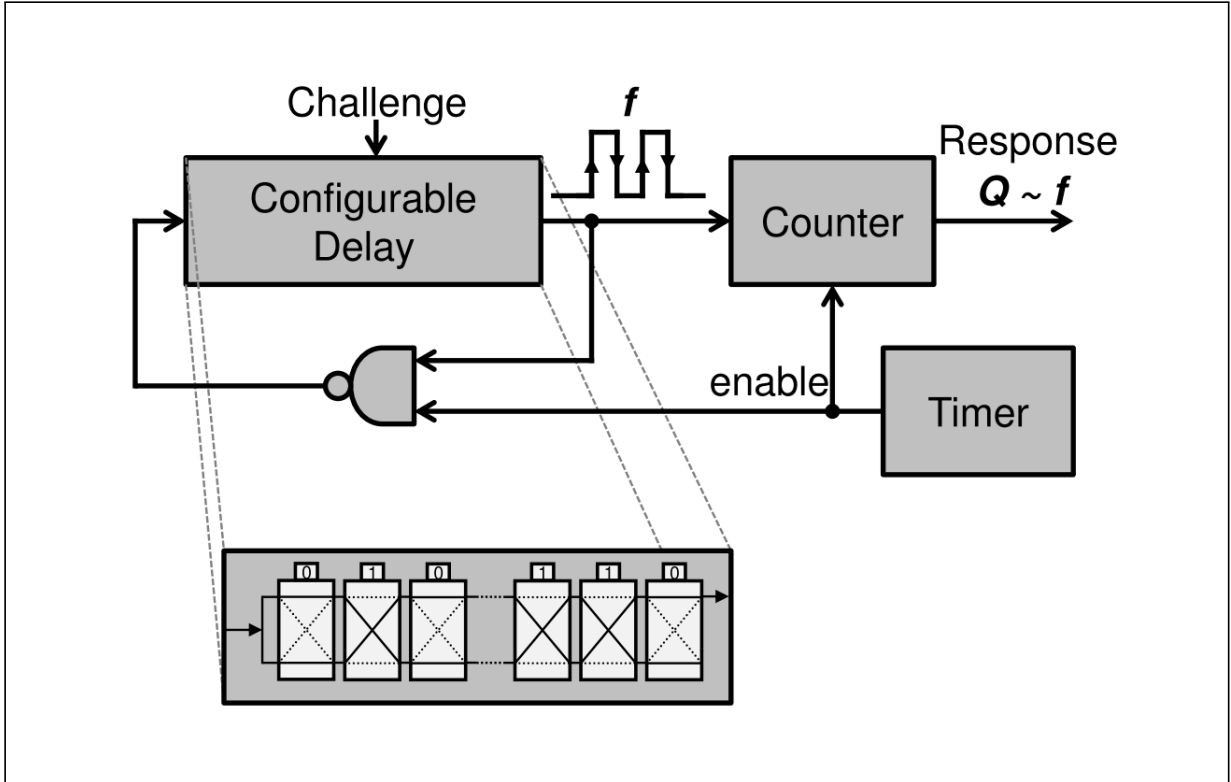 Challenge
f
Response
Q ~ f
Configurable
Delay
Counter
enable
Timer
0 1 0 1 1 0